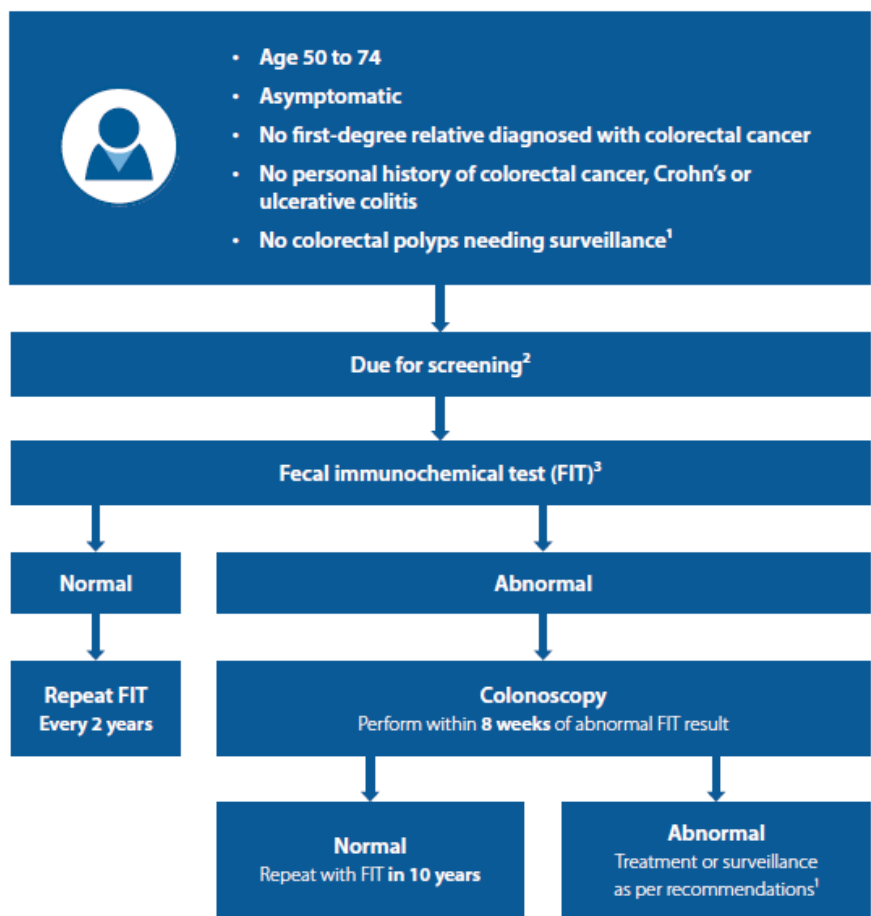 • Age 50 to 74
• Asymptomatic
• No first-degree relative diagnosed with colorectal cancer
• No personal history of colorectal cancer, Crohn's or
ulcerative colitis
• No colorectal polyps needing surveillance¹
Due for screening²
Fecal immunochemical test (FIT)³
Normal
Abnormal
Repeat FIT
Every 2 years
Colonoscopy
Perform within 8 weeks of abnormal FIT result
Normal
Repeat with FIT in 10 years
Abnormal
Treatment or surveillance
as per recommendations¹